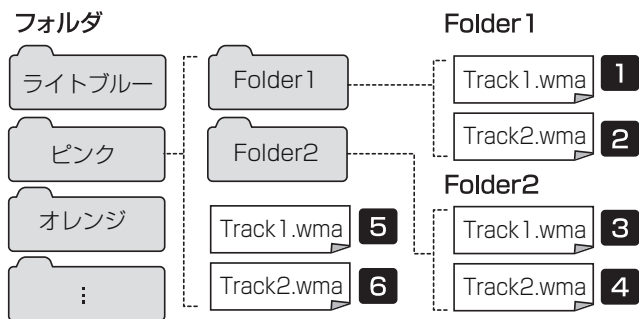 フォルダ
ライトブルー
ピンク
オレンジ
⋮
Folder1
Folder2
Track1.wma 5
Track2.wma 6
Folder1
Track1.wma 1
Track2.wma 2
Folder2
Track1.wma 3
Track2.wma 4